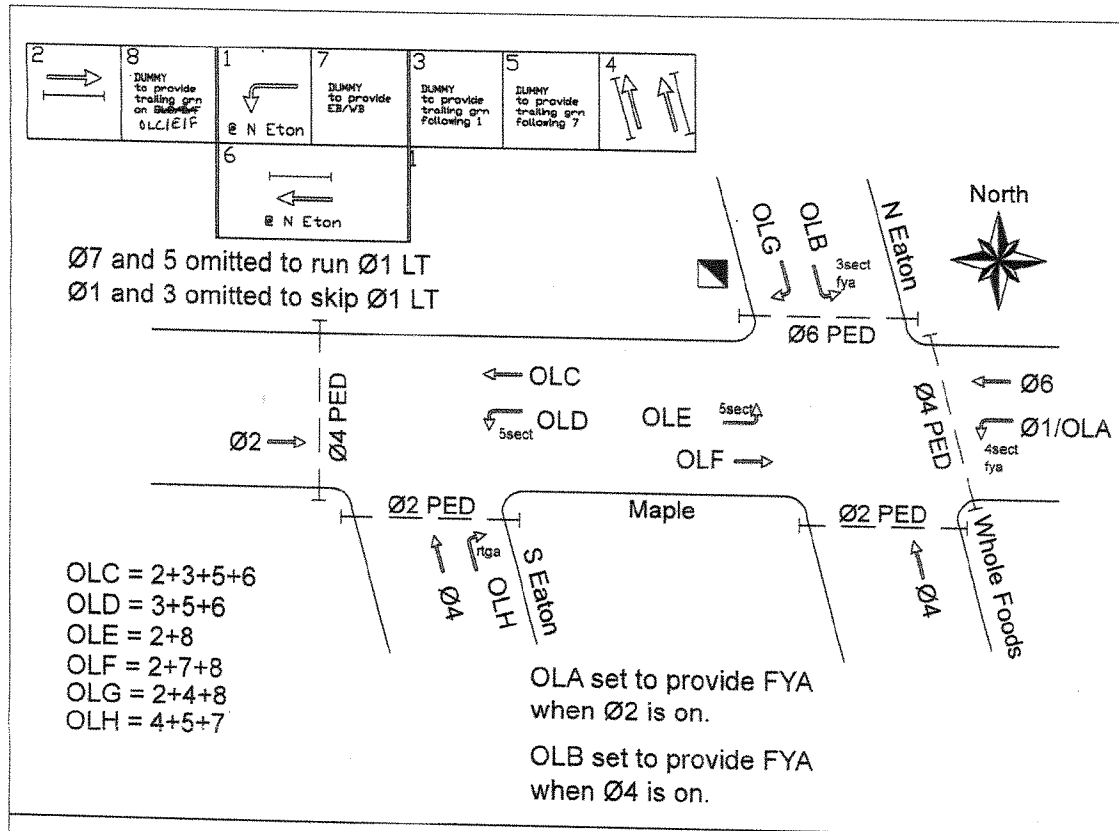 2
8
DUMMY
to provide
trailing grn
on
OLC/E/F
1
@ N Eton
7
DUMMY
to provide
EB/WB
3
DUMMY
to provide
trailing grn
following 1
5
DUMMY
to provide
trailing grn
following 7
4
6
@ N Eton
1
Ø7 and 5 omitted to run Ø1 LT
Ø1 and 3 omitted to skip Ø1 LT
OLG
OLB
3sect
fya
N Eaton
North
Ø6 PED
Ø4 PED
Ø2
OLC
OLD
5sect
OLE
5sect
OLF
Ø4 PED
Ø6
Ø1/OLA
4sect
fya
Ø2 PED
Maple
Ø2 PED
Ø4
rtga
OLH
S Eaton
Ø4
Whole Foods
OLC = 2+3+5+6
OLD = 3+5+6
OLE = 2+8
OLF = 2+7+8
OLG = 2+4+8
OLH = 4+5+7
OLA set to provide FYA
when Ø2 is on.
OLB set to provide FYA
when Ø4 is on.